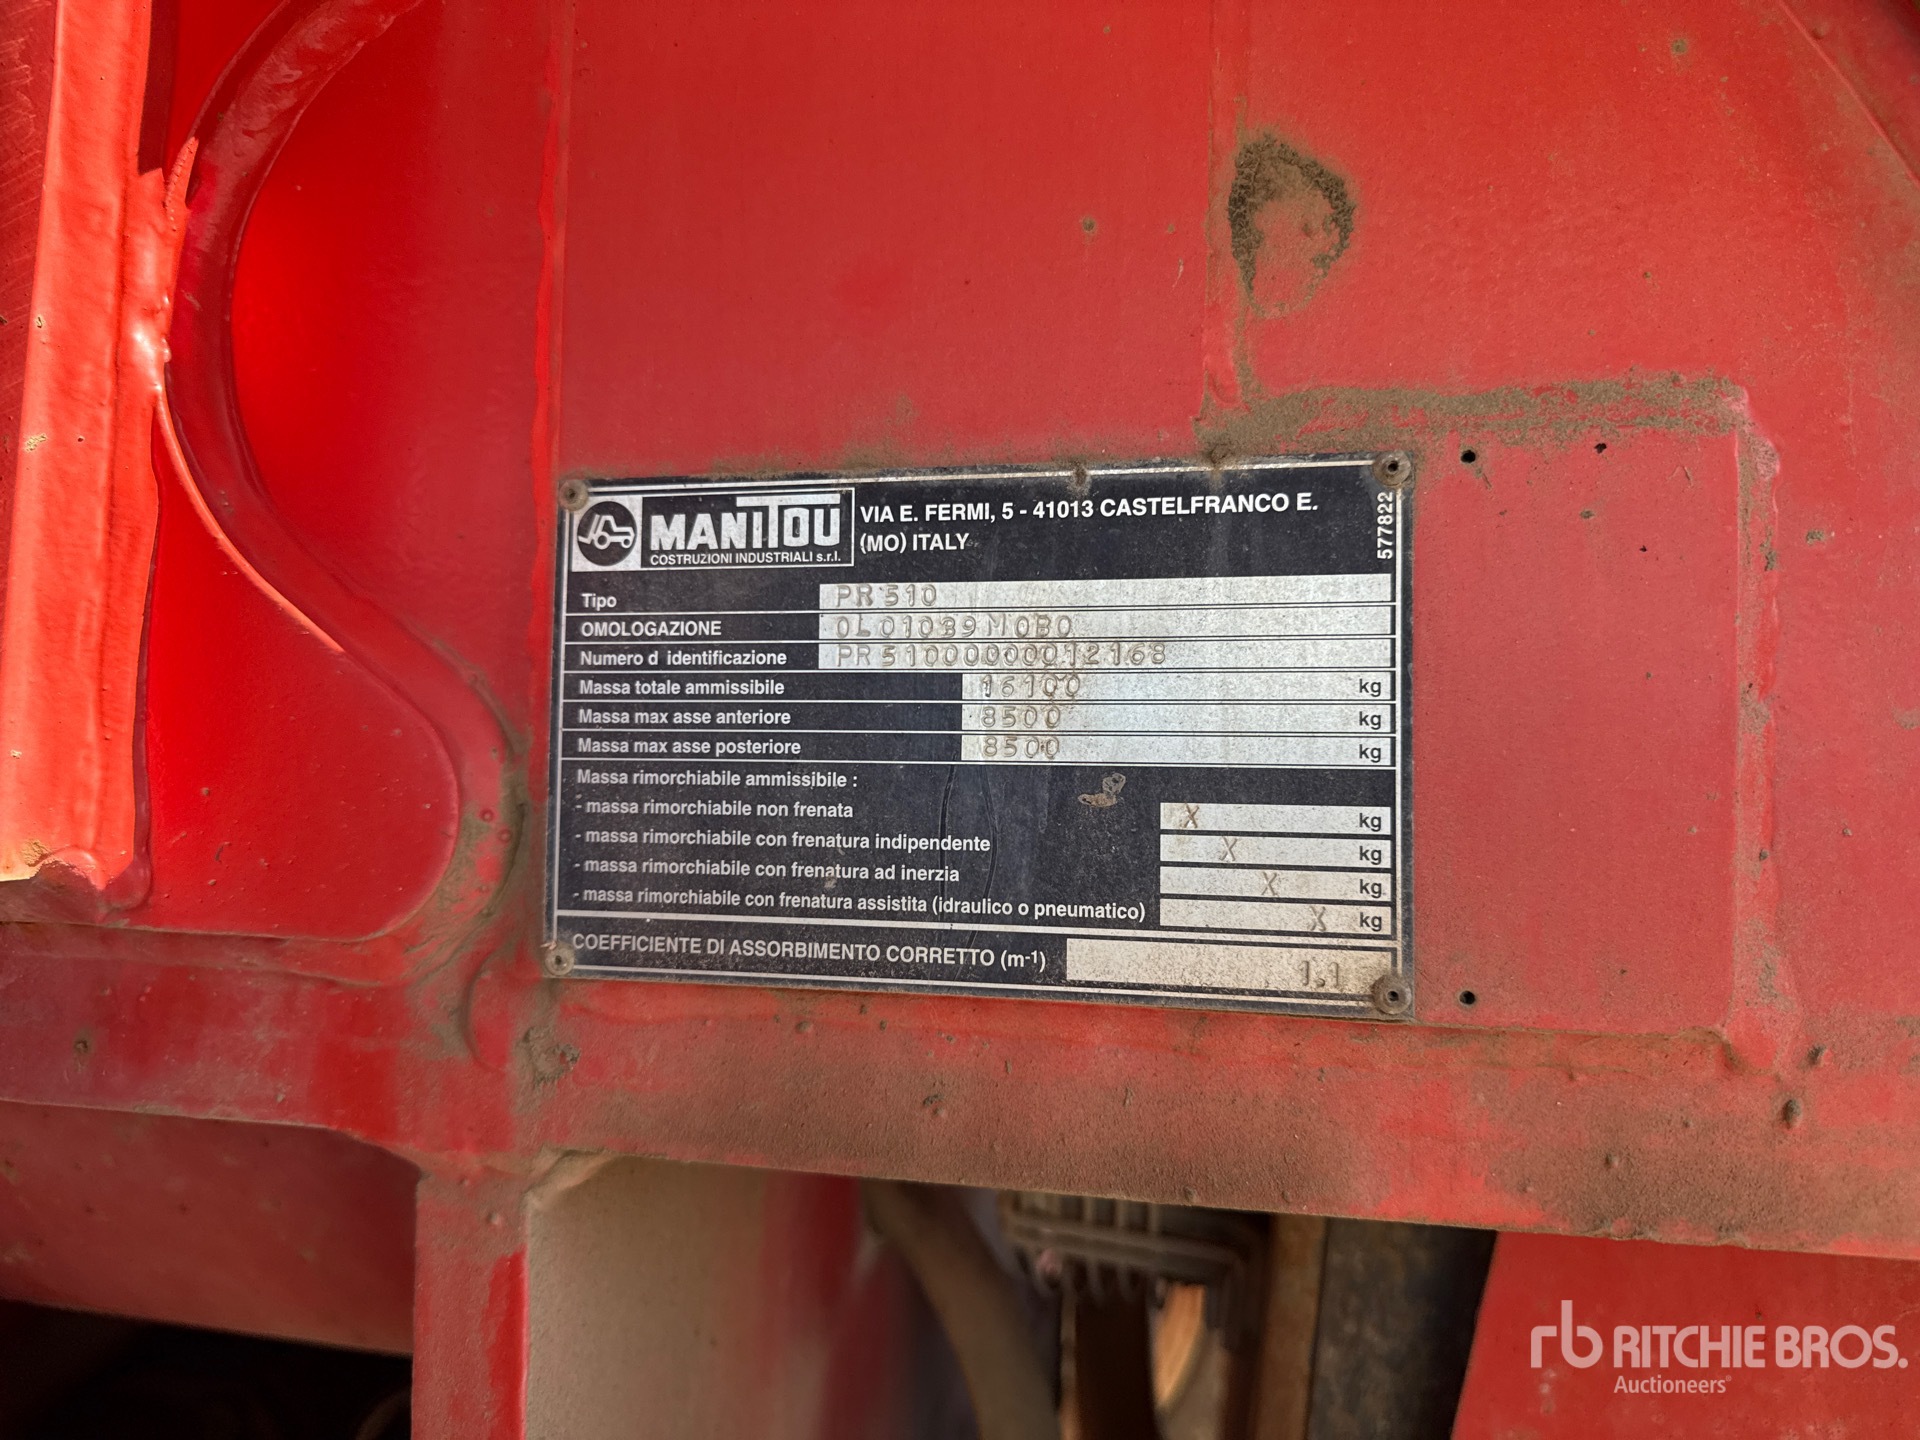 MANITOU
COSTRUZIONI INDUSTRIALI s.r.l.
VIA E. FERMI, 5 - 41013 CASTELFRANCO E.
(MO) ITALY
577822
Tipo PR 510
OMOLOGAZIONE OL01039MOBO
Numero d identificazione PR51000000012168
Massa totale ammissibile 16100 kg
Massa max asse anteriore 8500 kg
Massa max asse posteriore 8500 kg
Massa rimorchiabile ammissibile :
- massa rimorchiabile non frenata X kg
- massa rimorchiabile con frenatura indipendente X kg
- massa rimorchiabile con frenatura ad inerzia X kg
- massa rimorchiabile con frenatura assistita (idraulico o pneumatico) X kg
COEFFICIENTE DI ASSORBIMENTO CORRETTO (m-1) 1.1
rb RITCHIE BROS.
Auctioneers